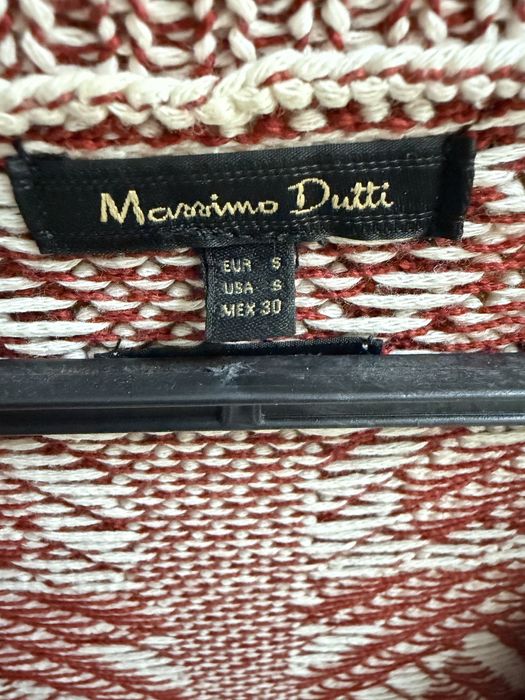 Massimo Dutti
EUR S
USA S
MEX 30